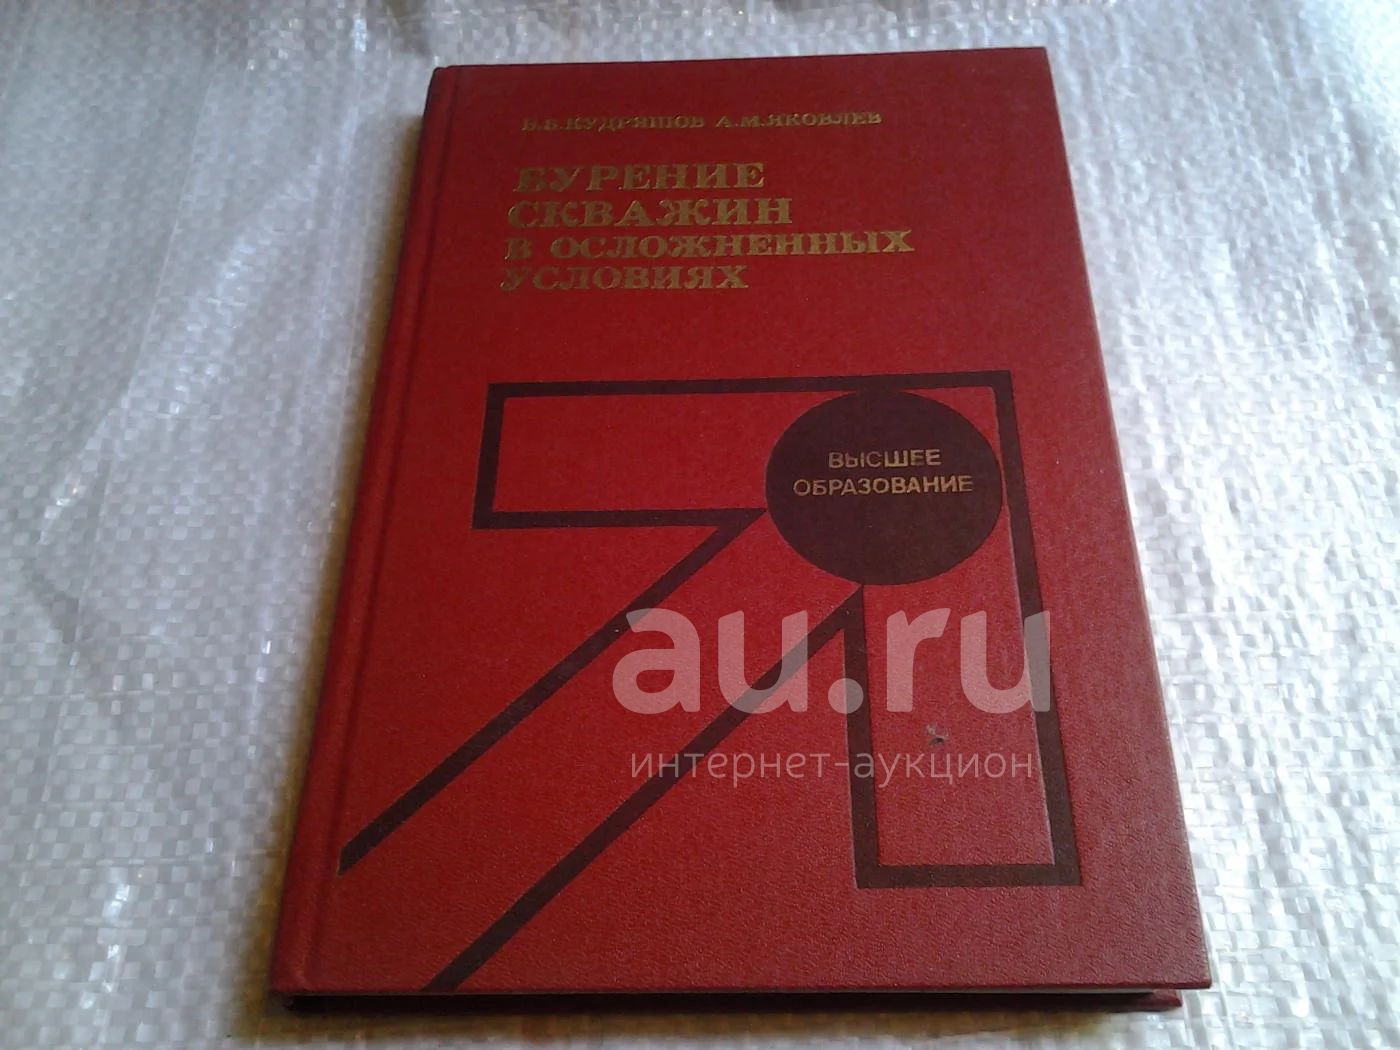 Б.Б.КУДРЯШОВ А.М.ЯКОВЛЕВ
БУРЕНИЕ
СКВАЖИН
В ОСЛОЖНЕННЫХ
УСЛОВИЯХ
ВЫСШЕЕ
ОБРАЗОВАНИЕ
au.ru
интернет-аукцион